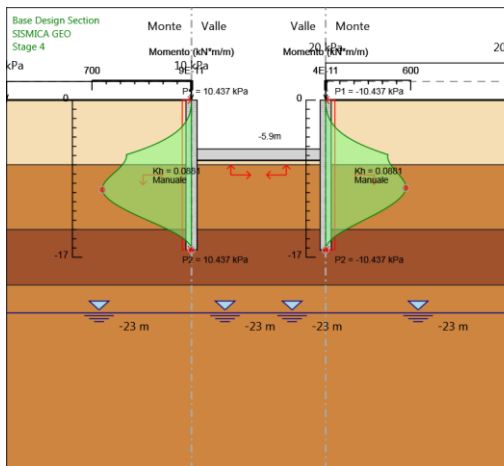 Base Design Section
SISMICA GEO
Stage 4
Monte Valle
Valle Monte
Momento (kN*m/m)
Momento (kN*m/m)
kPa
10 kPa
20 kPa
20
700
9E-11
4E-11
600
P1 = 10.437 kPa
P1 = -10.437 kPa
0
0
-5.9m
Kh = 0.0881
Manuale
Kh = 0.0881
Manuale
-17
-17
P2 = 10.437 kPa
P2 = -10.437 kPa
-23 m
-23 m
-23 m
-23 m